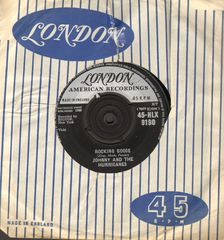 LONDON
LONDON
AMERICAN RECORDINGS
MADE IN ENGLAND
45 R.P.M.
45-HLX
9190
ROCKING GOOSE
JOHNNY AND THE
HURRICANES
45
R.P.M
MADE IN ENGLAND